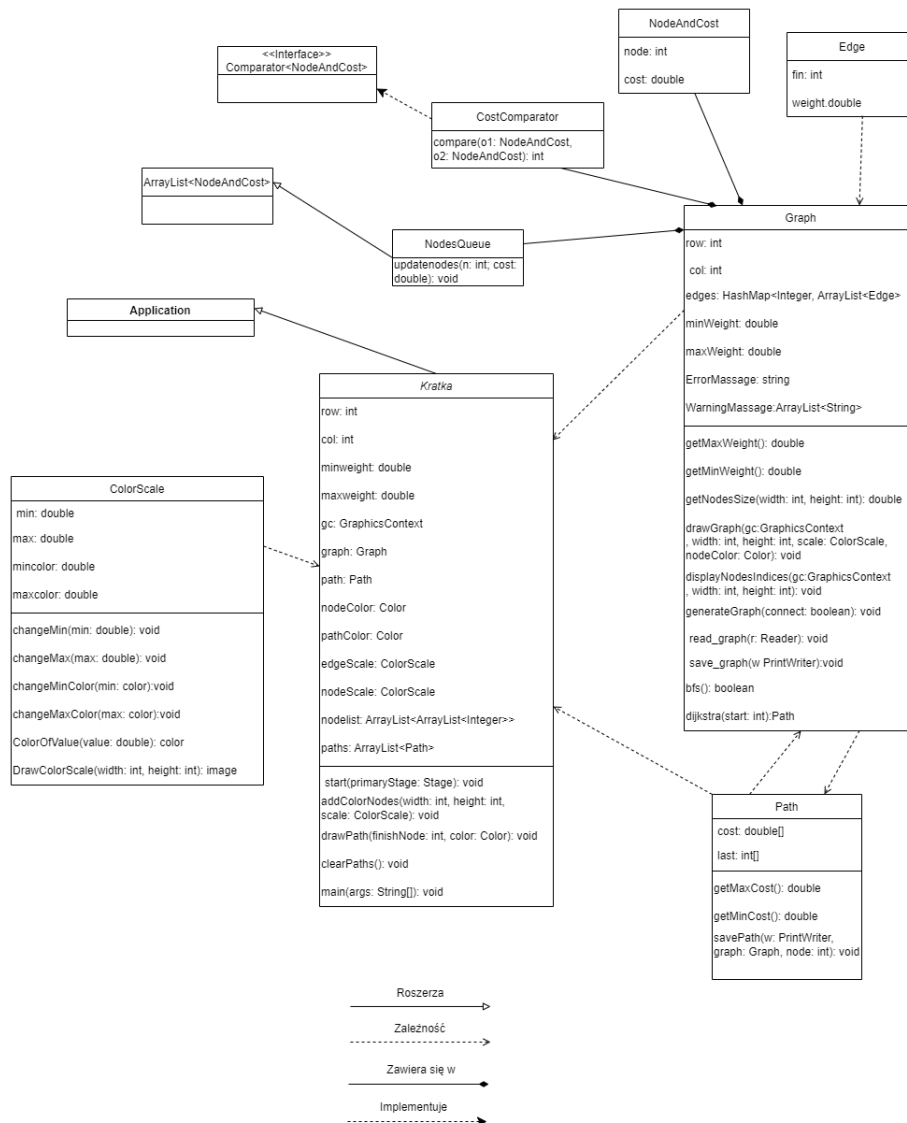 NodeAndCost
node: int
cost: double
Edge
fin: int
weight.double
<<Interface>>
Comparator<NodeAndCost>
CostComparator
compare(o1: NodeAndCost,
o2: NodeAndCost): int
ArrayList<NodeAndCost>
NodesQueue
updatenodes(n: int; cost:
double): void
Graph
row: int
col: int
edges: HashMap<Integer, ArrayList<Edge>
minWeight: double
maxWeight: double
ErrorMassage: string
WarningMassage:ArrayList<String>
getMaxWeight(): double
getMinWeight(): double
getNodesSize(width: int, height: int): double
drawGraph(gc:GraphicsContext
, width: int, height: int, scale: ColorScale,
nodeColor: Color): void
displayNodesIndices(gc:GraphicsContext
, width: int, height: int): void
generateGraph(connect: boolean): void
read_graph(r: Reader): void
save_graph(w PrintWriter):void
bfs(): boolean
dijkstra(start: int):Path
Application
Kratka
row: int
col: int
minweight: double
maxweight: double
gc: GraphicsContext
graph: Graph
path: Path
nodeColor: Color
pathColor: Color
edgeScale: ColorScale
nodeScale: ColorScale
nodelist: ArrayList<ArrayList<Integer>>
paths: ArrayList<Path>
start(primaryStage: Stage): void
addColorNodes(width: int, height: int,
scale: ColorScale): void
drawPath(finishNode: int, color: Color): void
clearPaths(): void
main(args: String[]): void
ColorScale
min: double
max: double
mincolor: double
maxcolor: double
changeMin(min: double): void
changeMax(max: double): void
changeMinColor(min: color):void
changeMaxColor(max: color):void
ColorOfValue(value: double): color
DrawColorScale(width: int, height: int): image
Path
cost: double[]
last: int[]
getMaxCost(): double
getMinCost(): double
savePath(w: PrintWriter,
graph: Graph, node: int): void
Roszerza
Zaleźność
Zawiera się w
Implementuje